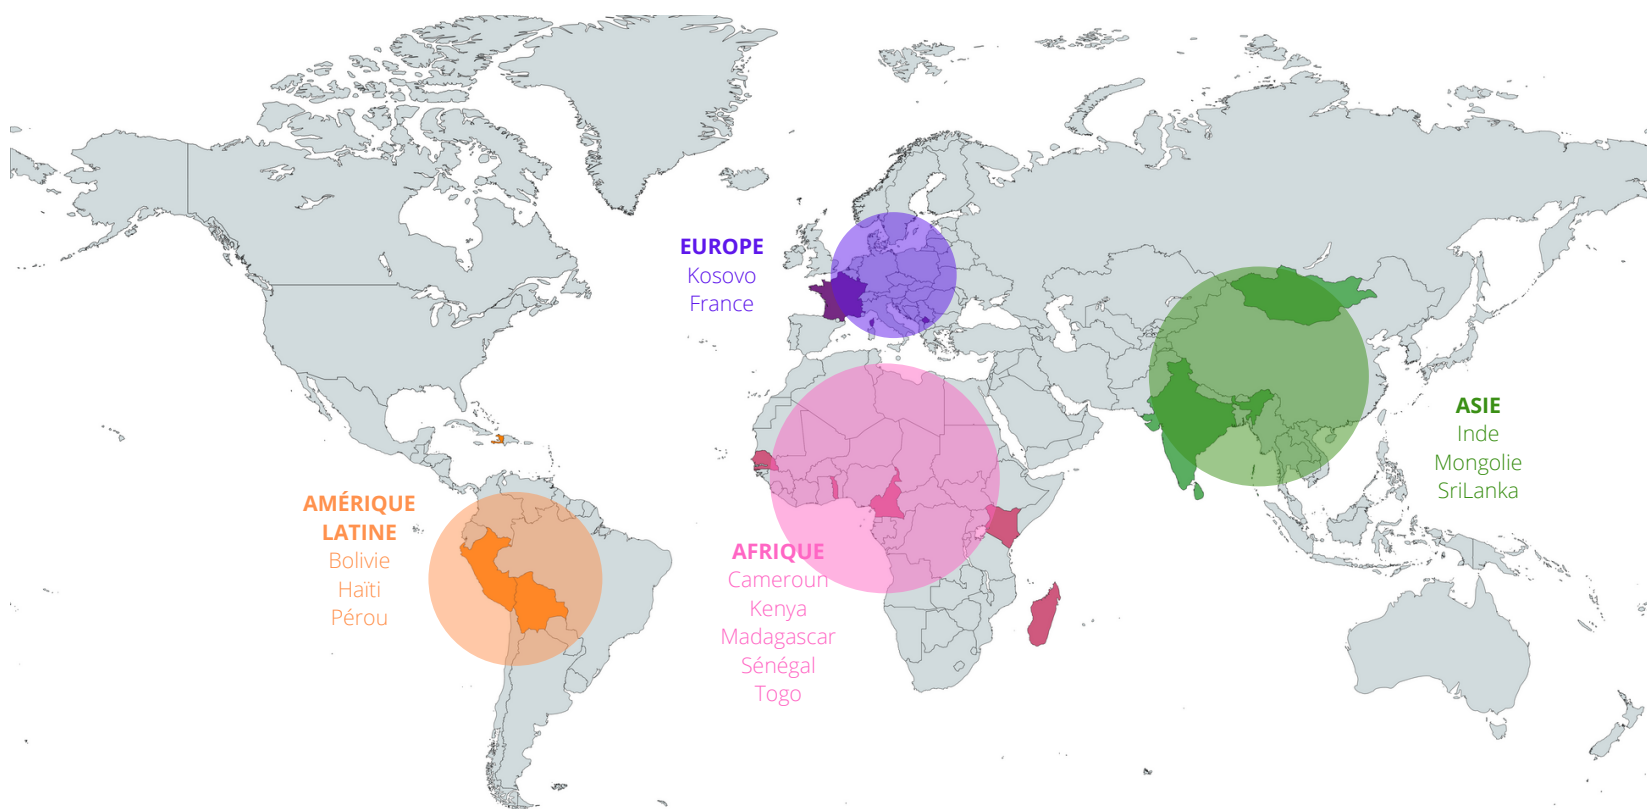 EUROPE
Kosovo
France
ASIE
Inde
Mongolie
SriLanka
AMÉRIQUE
LATINE
Bolivie
Haïti
Pérou
AFRIQUE
Cameroun
Kenya
Madagascar
Sénégal
Togo